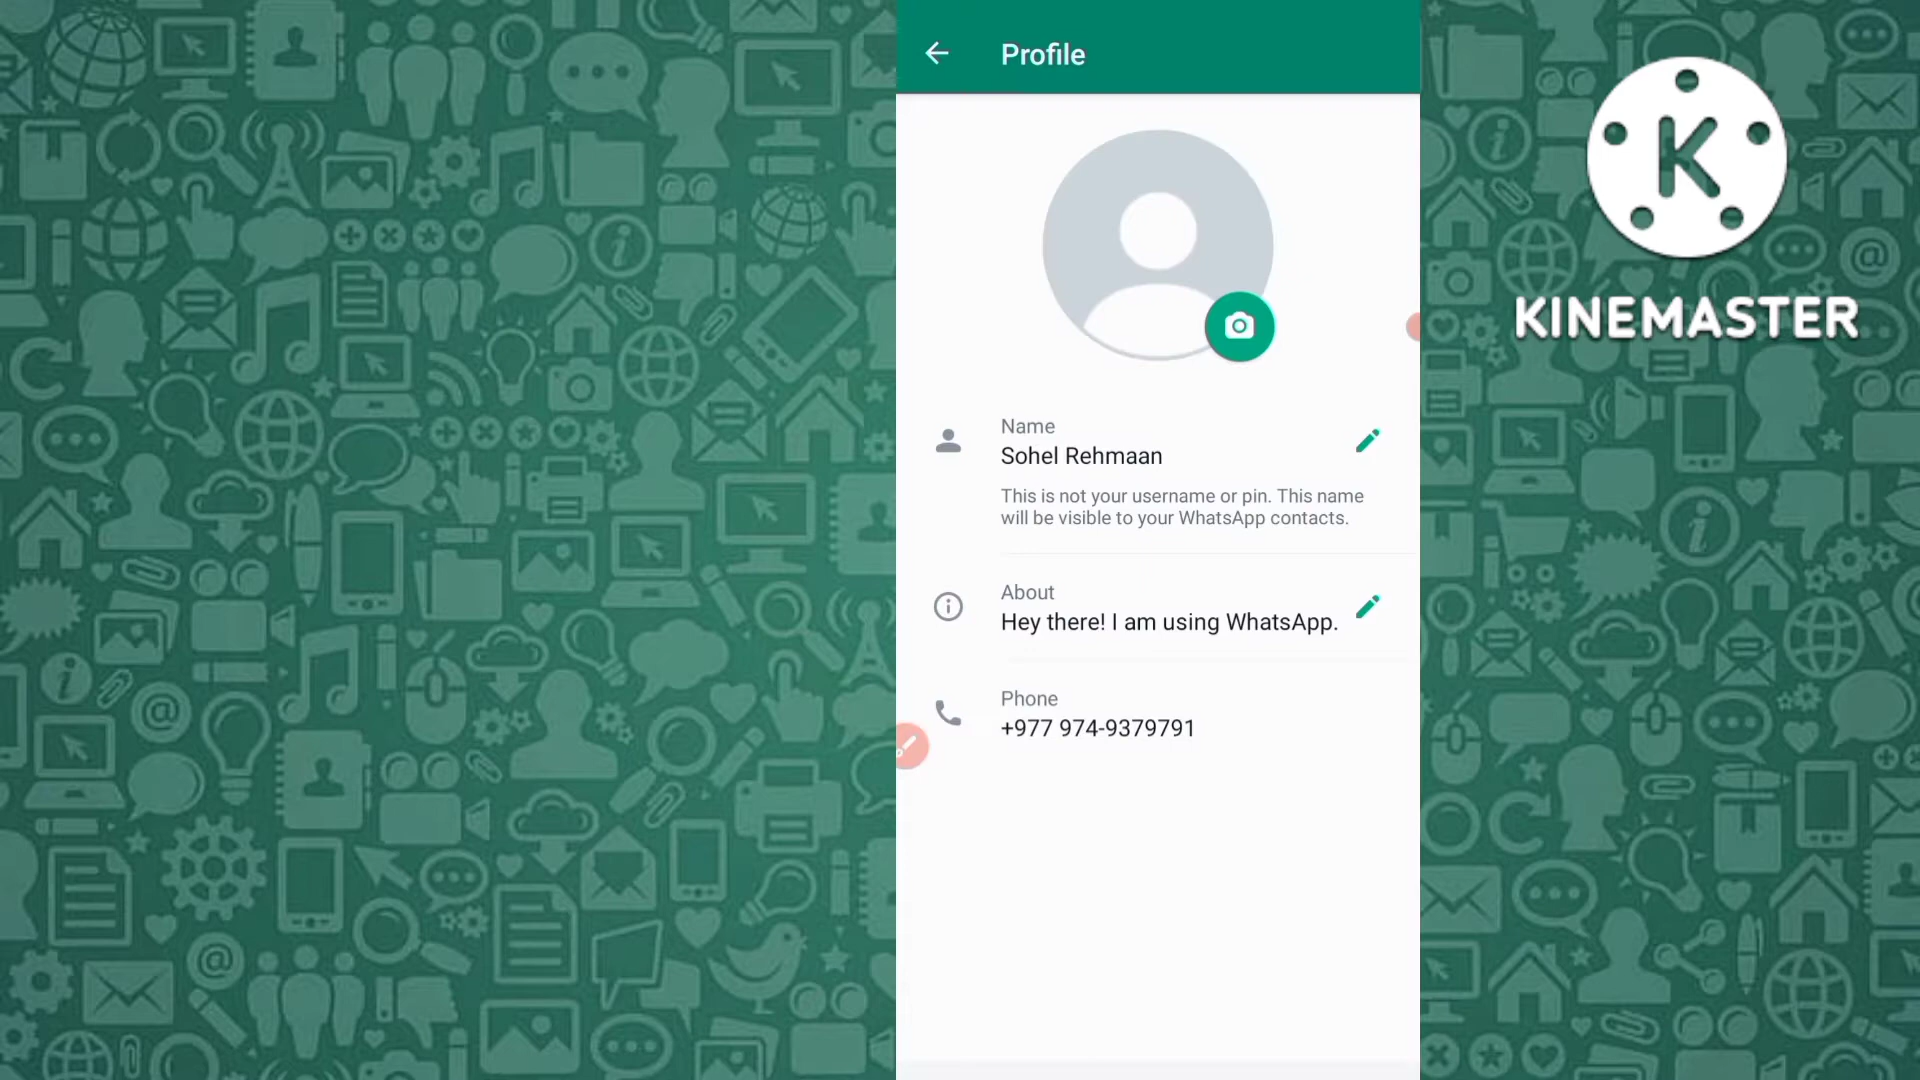 Profile
KINEMASTER
Name
Sohel Rehmaan
This is not your username or pin. This name
will be visible to your WhatsApp contacts.
About
Hey there! I am using WhatsApp.
Phone
+977 974-9379791